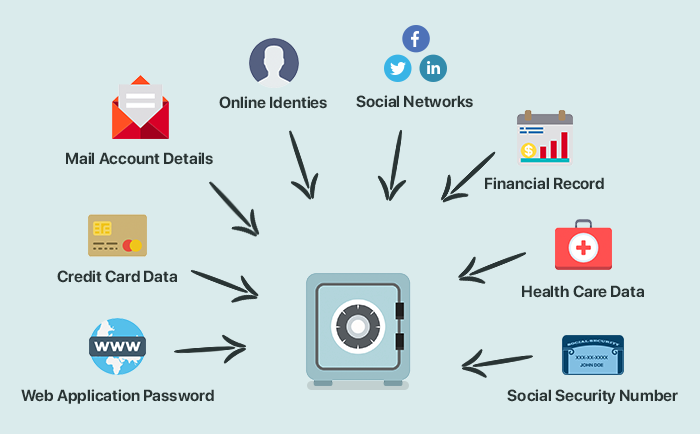 Online Identies
Social Networks
f
in
Mail Account Details
Financial Record
$
Credit Card Data
Health Care Data
WWW
Web Application Password
SOCIAL SECURITY
XXX-XX-XXXX
JOHN DOE
Social Security Number